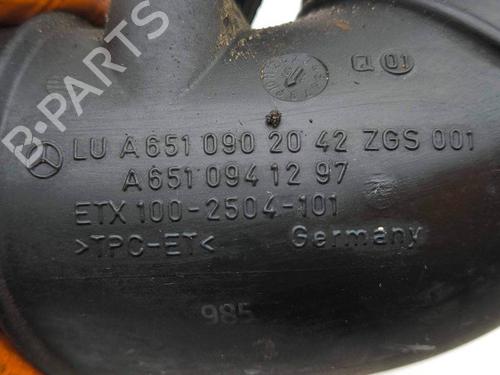 B-PARTS
Q 01
LU A 651 090 20 42 ZGS 001
A 651 094 12 97
ETX 100-2504-101
>TPC-ET< Germany
985